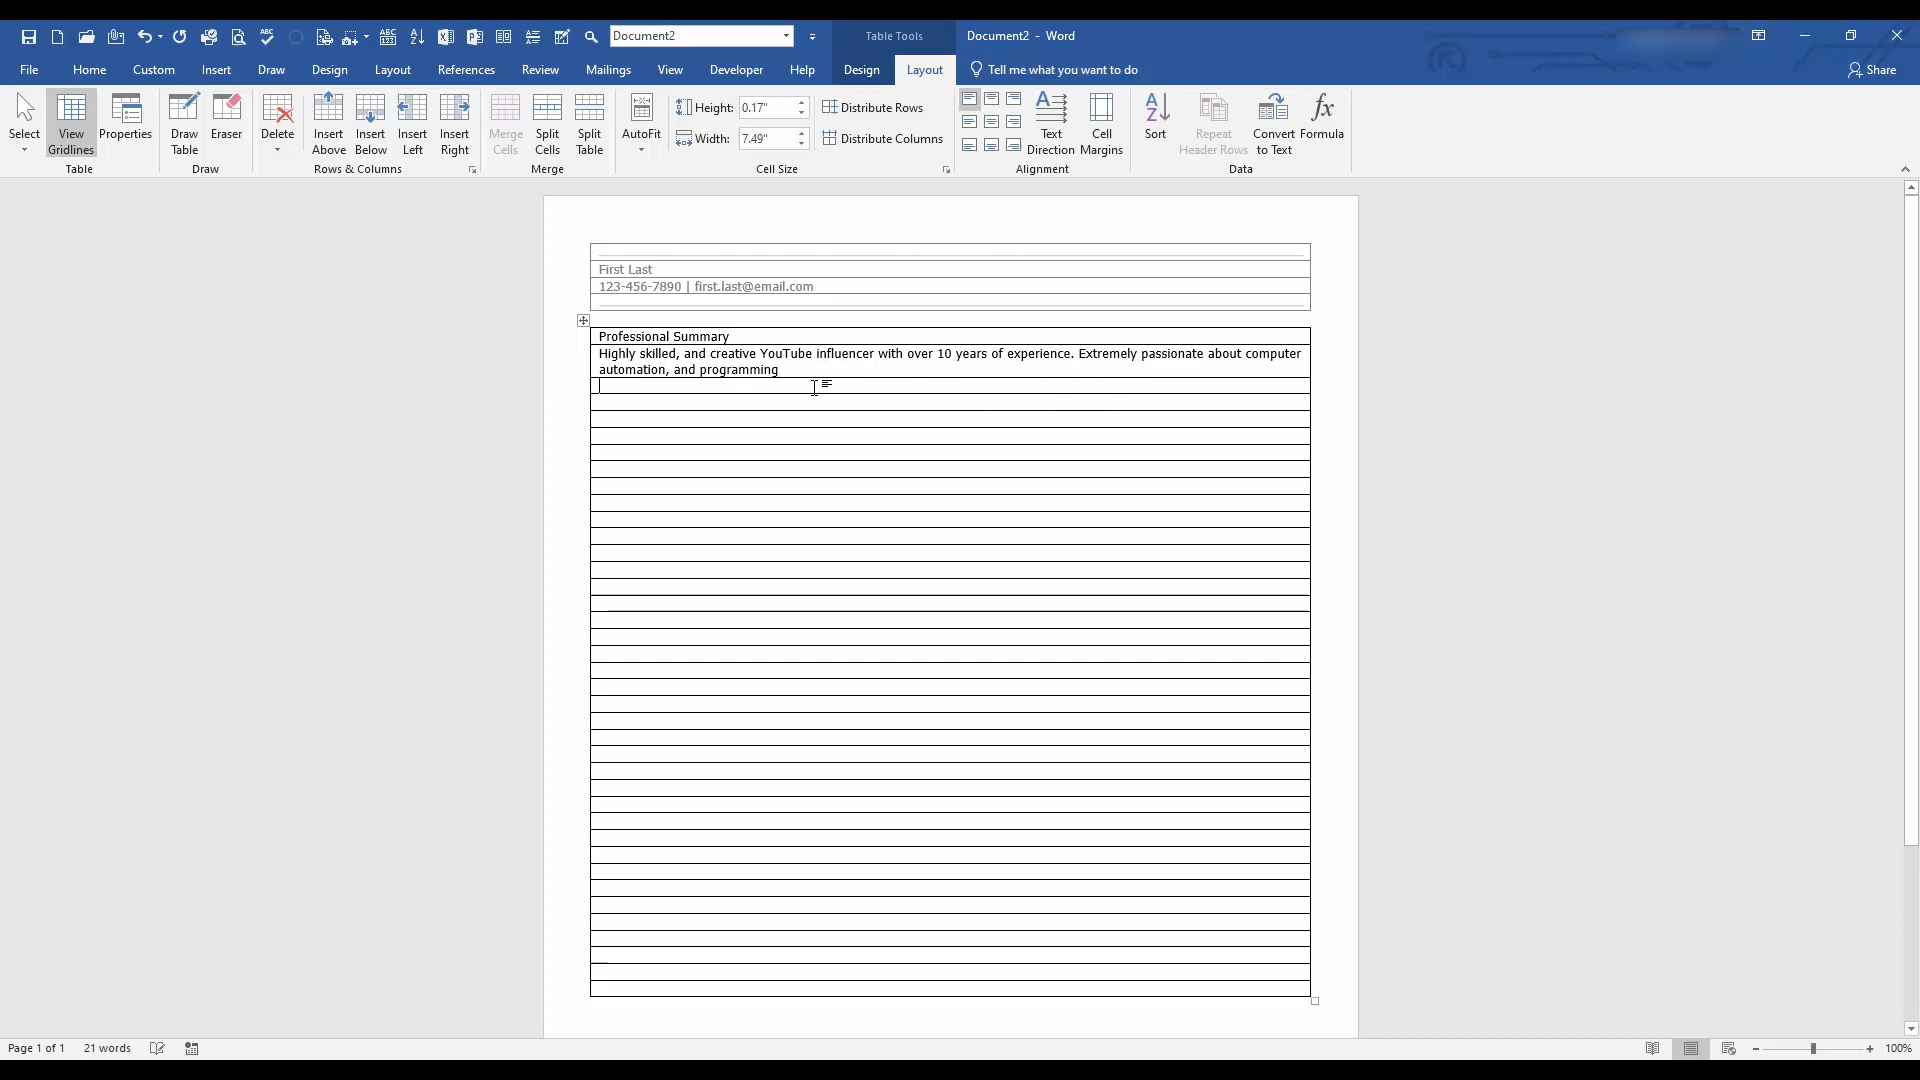 Document2
Table Tools
Document2 - Word
File
Home
Custom
Insert
Draw
Design
Layout
References
Review
Mailings
View
Developer
Help
Design
Layout
Tell me what you want to do
Share
Select
View Gridlines
Properties
Draw Table
Eraser
Delete
Insert Above
Insert Below
Insert Left
Insert Right
Merge Cells
Split Cells
Split Table
AutoFit
Height: 0.17"
Width: 7.49"
Distribute Rows
Distribute Columns
Text Direction
Cell Margins
Sort
Repeat Header Rows
Convert to Text
Formula
Table
Draw
Rows & Columns
Merge
Cell Size
Alignment
Data
First Last
123-456-7890 | first.last@email.com
Professional Summary
Highly skilled, and creative YouTube influencer with over 10 years of experience. Extremely passionate about computer
automation, and programming
Page 1 of 1
21 words
100%